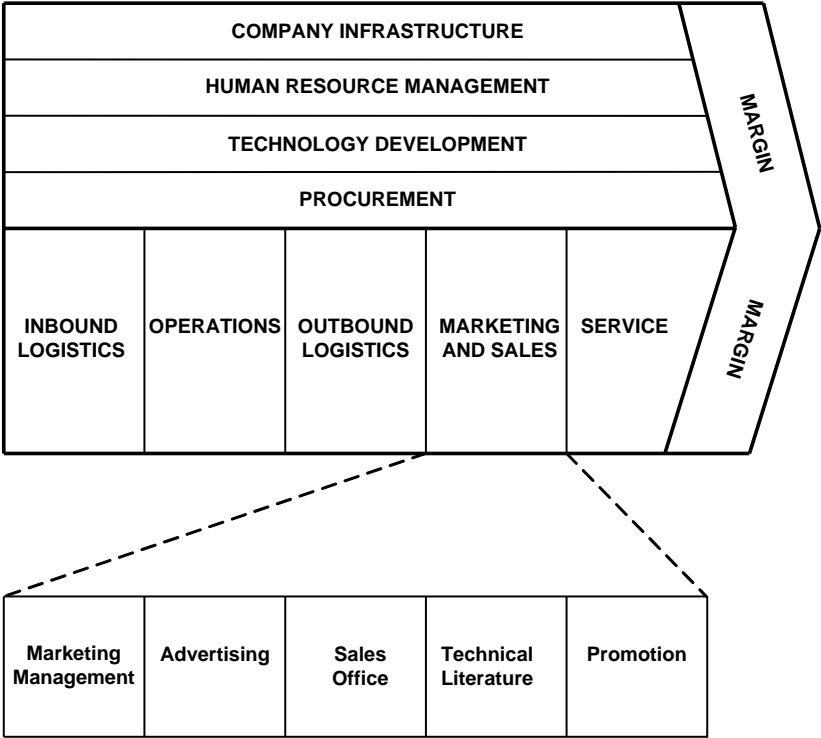 COMPANY INFRASTRUCTURE
HUMAN RESOURCE MANAGEMENT
TECHNOLOGY DEVELOPMENT
PROCUREMENT
MARGIN
INBOUND
LOGISTICS
OPERATIONS
OUTBOUND
LOGISTICS
MARKETING
AND SALES
SERVICE
MARGIN
Marketing
Management
Advertising
Sales
Office
Technical
Literature
Promotion